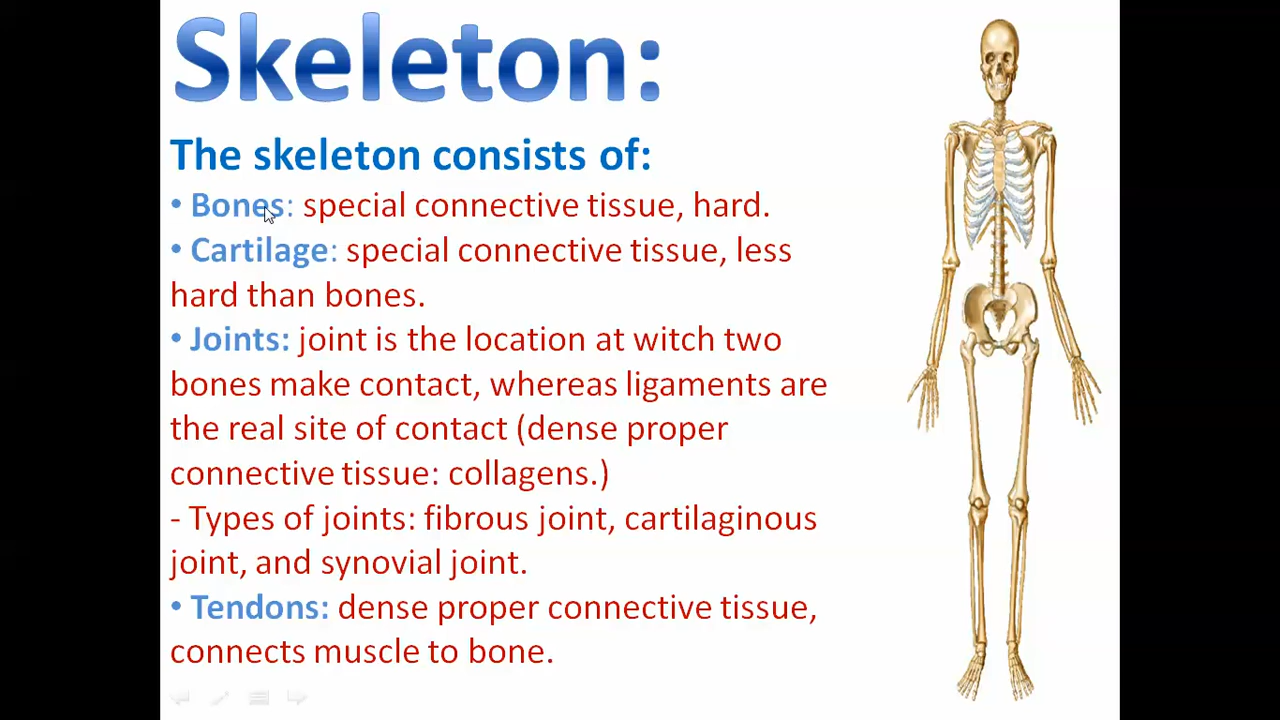 Skeleton:
The skeleton consists of:
• Bones: special connective tissue, hard.
• Cartilage: special connective tissue, less
hard than bones.
• Joints: joint is the location at witch two
bones make contact, whereas ligaments are
the real site of contact (dense proper
connective tissue: collagens.)
- Types of joints: fibrous joint, cartilaginous
joint, and synovial joint.
• Tendons: dense proper connective tissue,
connects muscle to bone.